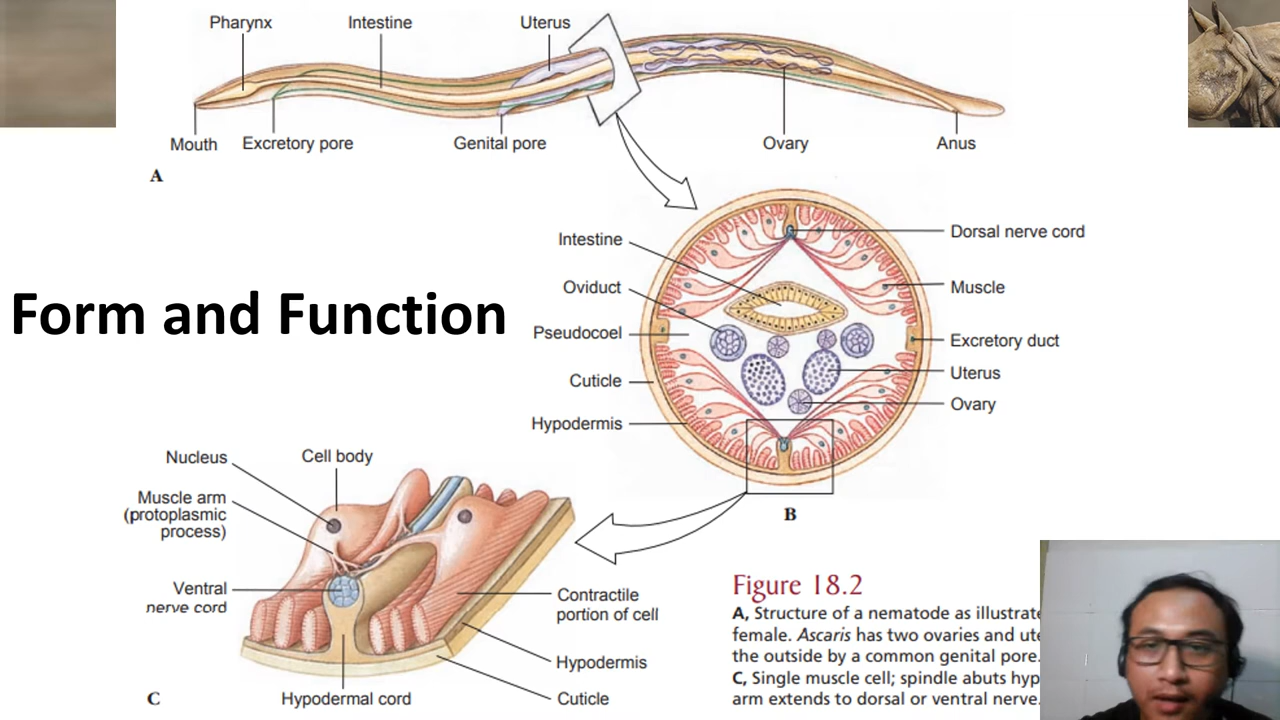 Pharynx
Intestine
Uterus
Mouth
Excretory pore
Genital pore
Ovary
Anus
A
Form and Function
Intestine
Oviduct
Pseudocoel
Cuticle
Hypodermis
Dorsal nerve cord
Muscle
Excretory duct
Uterus
Ovary
B
Nucleus
Cell body
Muscle arm
(protoplasmic
process)
Ventral
nerve cord
Contractile
portion of cell
Hypodermis
Cuticle
Hypodermal cord
C
Figure 18.2
A, Structure of a nematode as
female. Ascaris has two ovaries and
the outside by a common genital pore.
C, Single muscle cell; spindle abuts
arm extends to dorsal or ventral nerve.